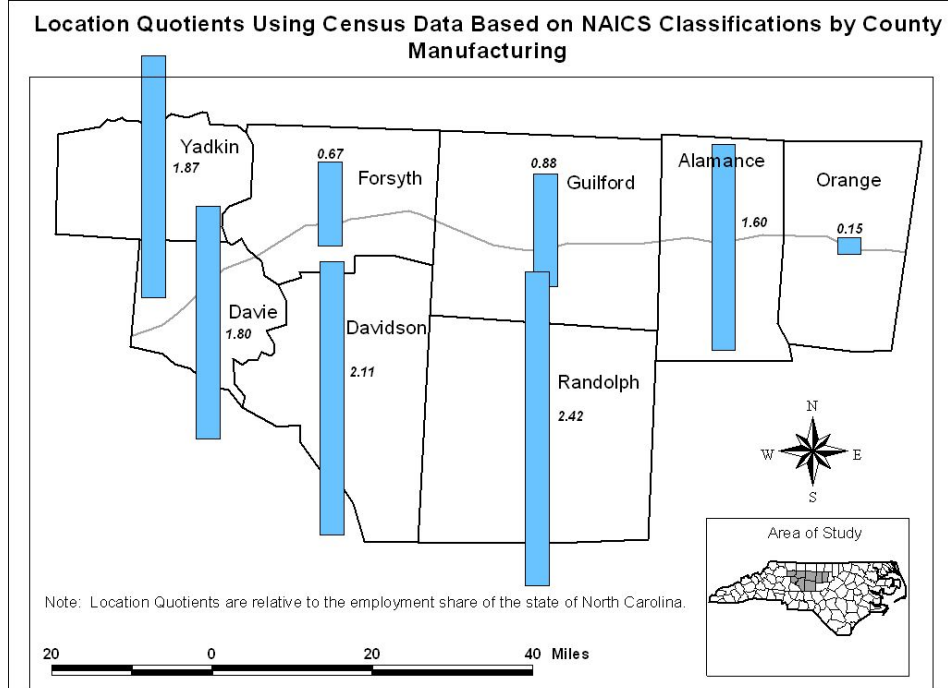 Location Quotients Using Census Data Based on NAICS Classifications by County
Manufacturing
Yadkin
1.87
0.67
Forsyth
0.88
Guilford
Alamance
1.60
Orange
0.15
Davie
1.80
Davidson
2.11
Randolph
2.42
N
W
E
S
Area of Study
Note: Location Quotients are relative to the employment share of the state of North Carolina.
20 0 20 40 Miles